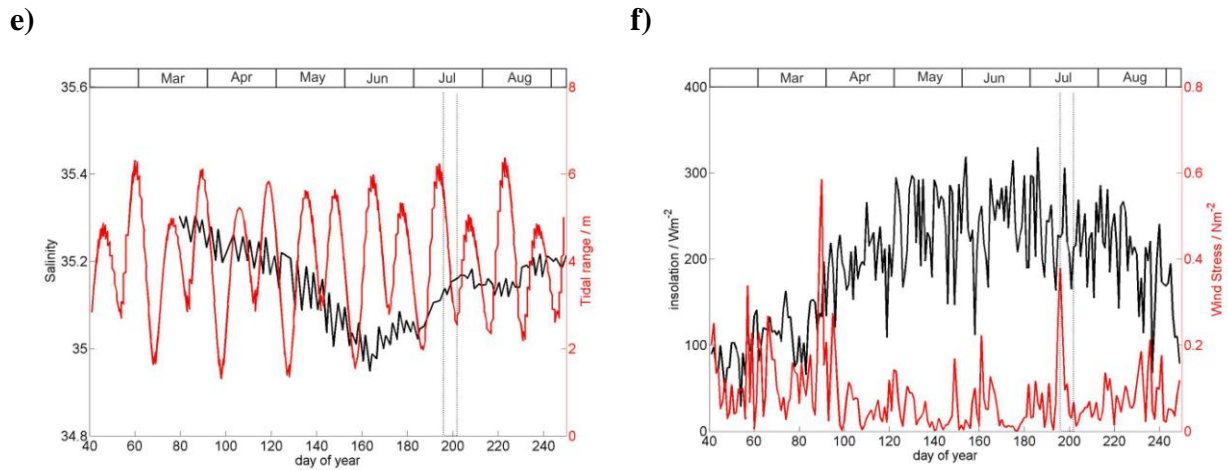 e)
Mar Apr May Jun Jul Aug
35.6
35.4
35.2
35
34.8
Salinity
8
6
4
2
0
Tidal range / m
40 60 80 100 120 140 160 180 200 220 240
day of year
f)
Mar Apr May Jun Jul Aug
400
300
200
100
0
insolation / Wm-2
0.8
0.6
0.4
0.2
0
Wind Stress / Nm-2
40 60 80 100 120 140 160 180 200 220 240
day of year